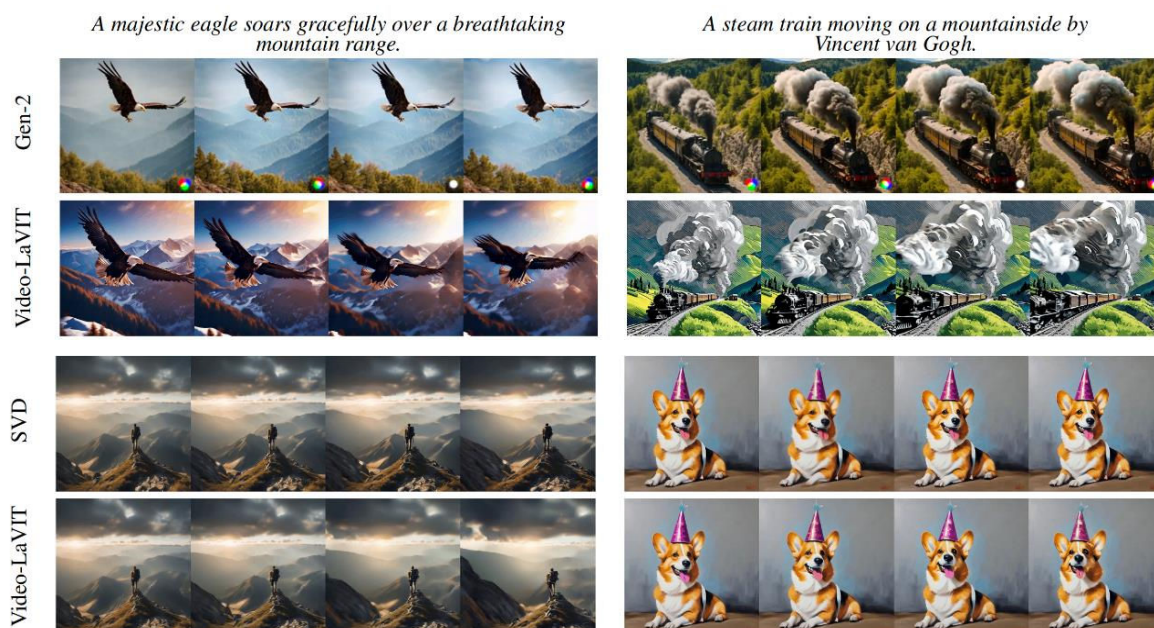 A majestic eagle soars gracefully over a breathtaking
mountain range.
A steam train moving on a mountainside by
Vincent van Gogh.
Gen-2
Video-LaVIT
SVD
Video-LaVIT